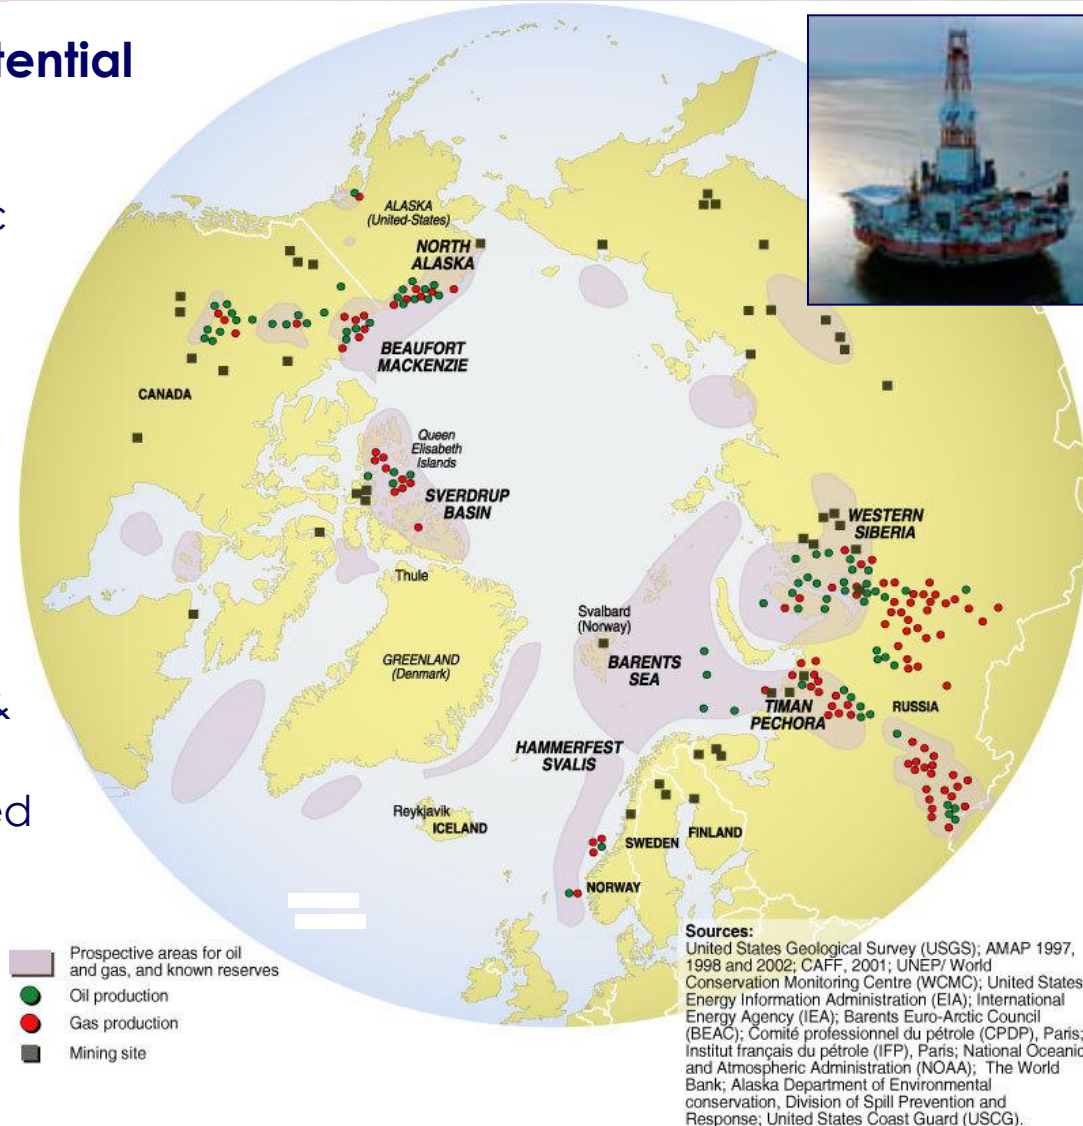 tential
c
&
ed
ALASKA
(United-States)
NORTH
ALASKA
BEAUFORT
MACKENZIE
CANADA
Queen
Elisabeth
Islands
SVERDRUP
BASIN
WESTERN
SIBERIA
Thule
Svalbard
(Norway)
GREENLAND
(Denmark)
BARENTS
SEA
TIMAN
PECHORA
RUSSIA
HAMMERFEST
SVALIS
Reykjavik
ICELAND
SWEDEN
FINLAND
NORWAY
Prospective areas for oil
and gas, and known reserves
Oil production
Gas production
Mining site
Sources:
United States Geological Survey (USGS); AMAP 1997,
1998 and 2002; CAFF, 2001; UNEP/ World
Conservation Monitoring Centre (WCMC); United States
Energy Information Administration (EIA); International
Energy Agency (IEA); Barents Euro-Arctic Council
(BEAC); Comité professionnel du pétrole (CPDP), Paris;
Institut français du pétrole (IFP), Paris; National Oceanic
and Atmospheric Administration (NOAA); The World
Bank; Alaska Department of Environmental
conservation, Division of Spill Prevention and
Response; United States Coast Guard (USCG).